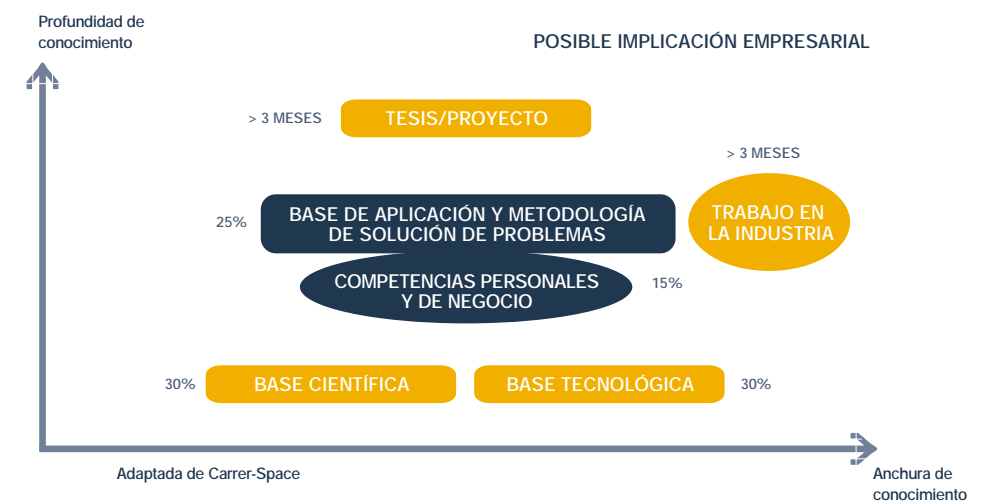 Profundidad de
conocimiento
POSIBLE IMPLICACIÓN EMPRESARIAL
> 3 MESES
TESIS/PROYECTO
> 3 MESES
25%
BASE DE APLICACIÓN Y METODOLOGÍA
DE SOLUCIÓN DE PROBLEMAS
TRABAJO EN
LA INDUSTRIA
COMPETENCIAS PERSONALES
Y DE NEGOCIO
15%
30%
BASE CIENTÍFICA
BASE TECNOLÓGICA
30%
Adaptada de Carrer-Space
Anchura de
conocimiento